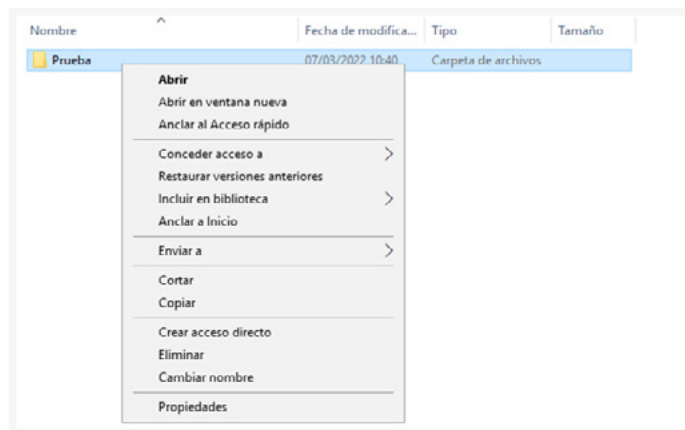 Nombre Fecha de modifica... Tipo Tamaño
Prueba 07/03/2022 10:40 Carpeta de archivos
Abrir
Abrir en ventana nueva
Anclar al Acceso rápido
Conceder acceso a
Restaurar versiones anteriores
Incluir en biblioteca
Anclar a Inicio
Enviar a
Cortar
Copiar
Crear acceso directo
Eliminar
Cambiar nombre
Propiedades